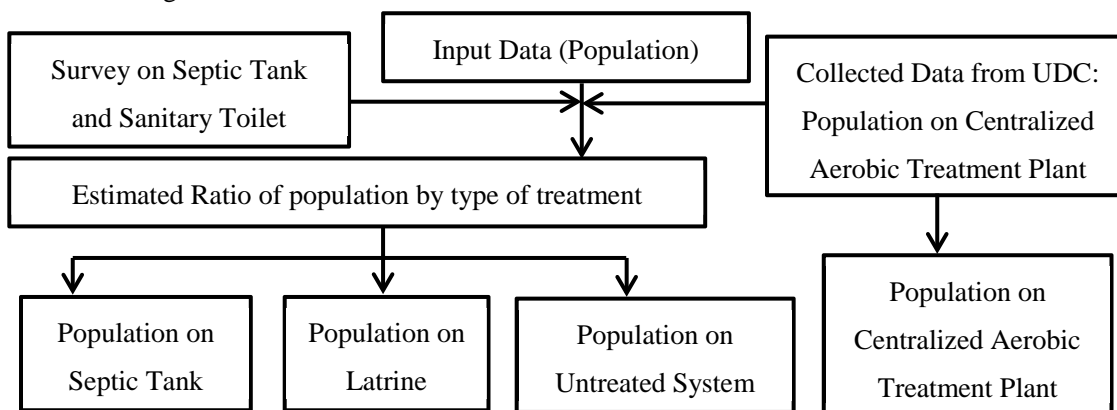 Input Data (Population)
Survey on Septic Tank
and Sanitary Toilet
Collected Data from UDC:
Population on Centralized
Aerobic Treatment Plant
Estimated Ratio of population by type of treatment
Population on
Septic Tank
Population on
Latrine
Population on
Untreated System
Population on
Centralized Aerobic
Treatment Plant